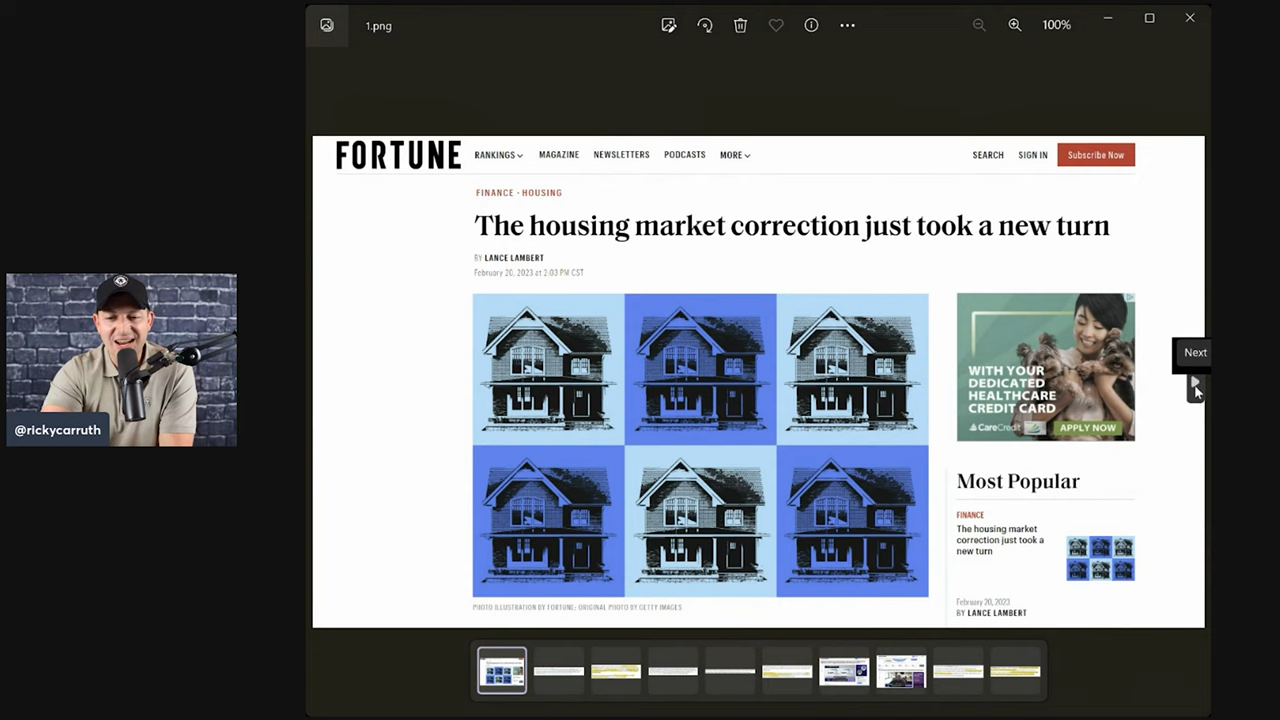 1.png
100%
FORTUNE
RANKINGS
MAGAZINE
NEWSLETTERS
PODCASTS
MORE
SEARCH
SIGN IN
Subscribe Now
FINANCE · HOUSING
The housing market correction just took a new turn
BY LANCE LAMBERT
February 20, 2023 at 2:03 PM CST
WITH YOUR
DEDICATED
HEALTHCARE
CREDIT CARD
CareCredit
APPLY NOW
Next
@rickycarruth
Most Popular
FINANCE
The housing market
correction just took a
new turn
February 20, 2023
BY LANCE LAMBERT
PHOTO ILLUSTRATION BY FORTUNE; ORIGINAL PHOTO BY GETTY IMAGES